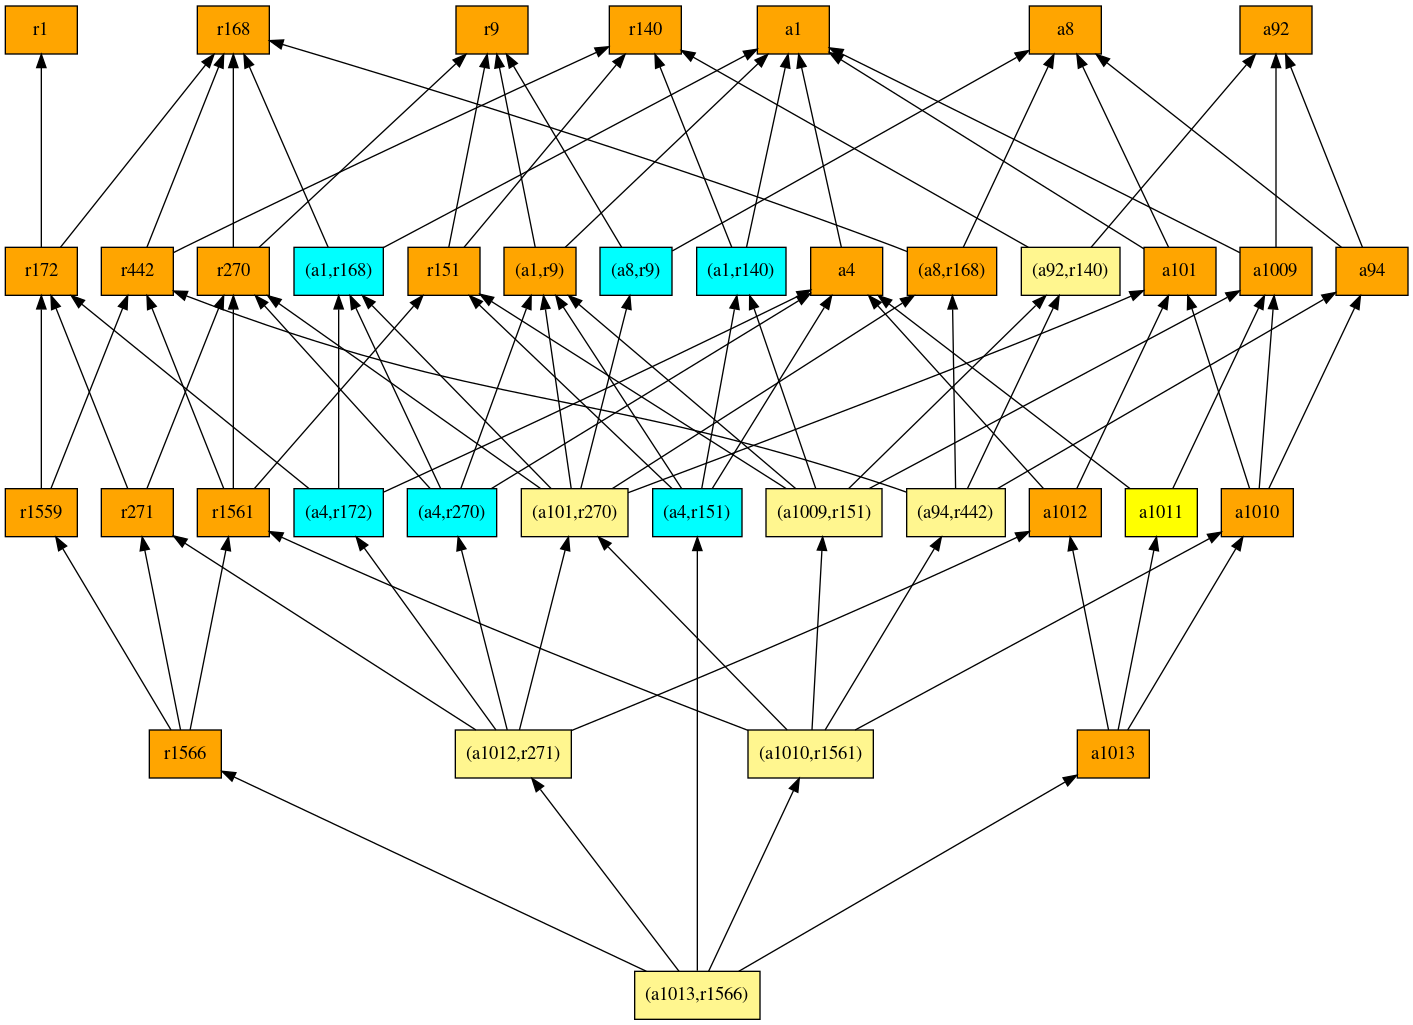 r1
r168
r9
r140
a1
a8
a92
r172
r442
r270
(a1,r168)
r151
(a1,r9)
(a8,r9)
(a1,r140)
a4
(a8,r168)
(a92,r140)
a101
a1009
a94
r1559
r271
r1561
(a4,r172)
(a4,r270)
(a101,r270)
(a4,r151)
(a1009,r151)
(a94,r442)
a1012
a1011
a1010
r1566
(a1012,r271)
(a1010,r1561)
a1013
(a1013,r1566)